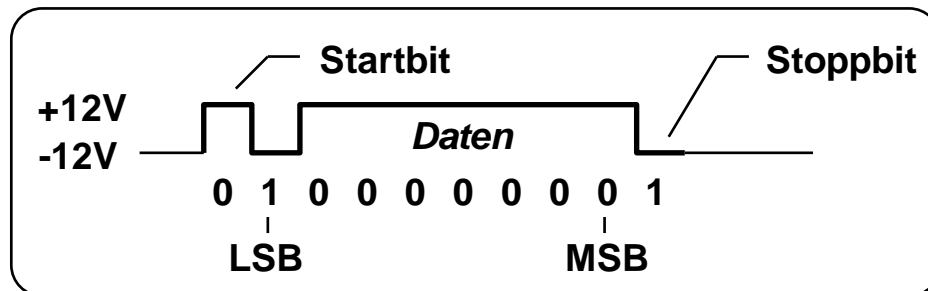 Startbit Stoppbit
+12V
Daten
-12V
0 1 0 0 0 0 0 0 0 1
LSB MSB